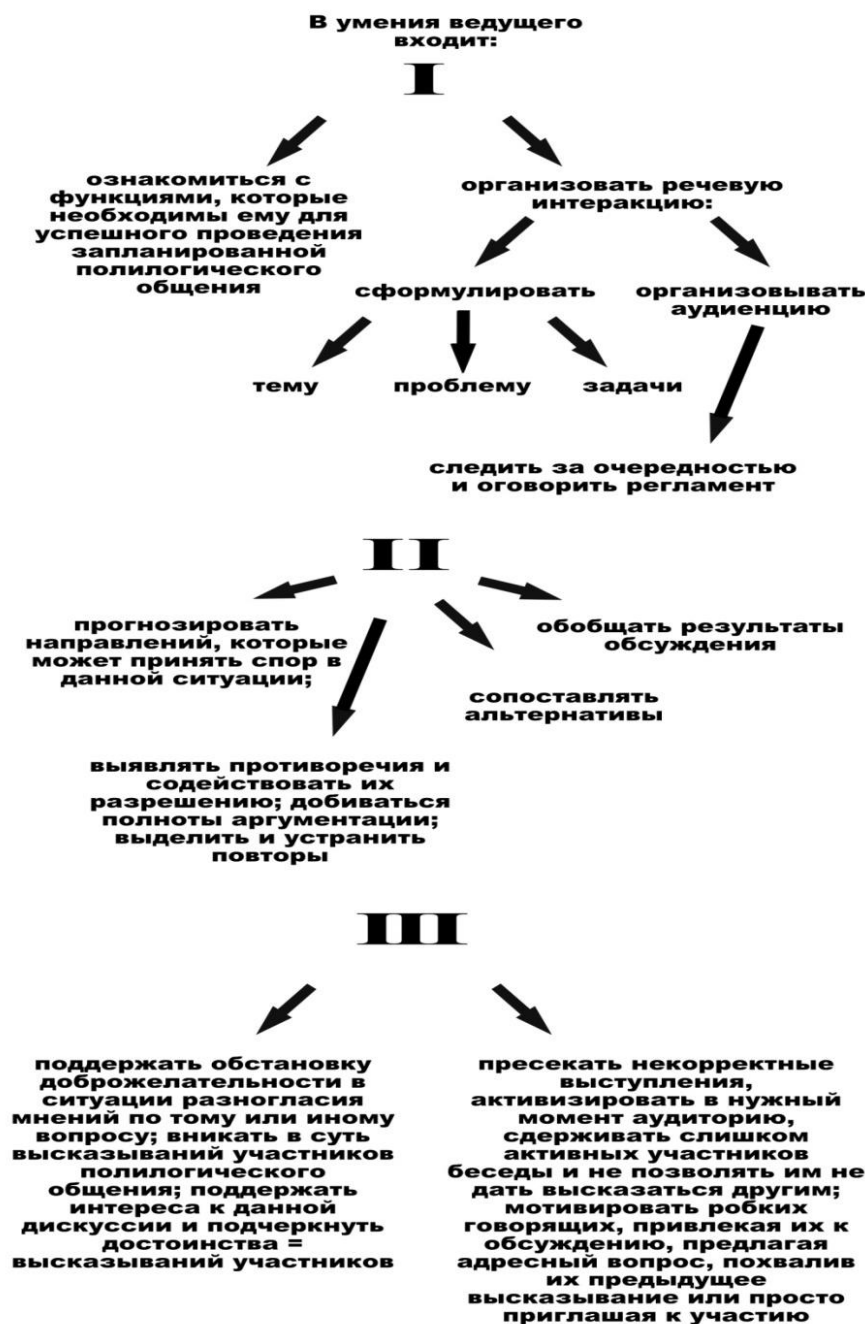 В умения ведущего
входит:
I
ознакомиться с
функциями, которые
необходимы ему для
успешного проведения
запланированной
полилогического
общения
организовать речевую
интеракцию:
сформулировать
организовывать
аудиенцию
тему
проблему
задачи
следить за очередностью
и оговорить регламент
II
прогнозировать
направлений, которые
может принять спор в
данной ситуации;
обобщать результаты
обсуждения
сопоставлять
альтернативы
выявлять противоречия и
содействовать их
разрешению; добиваться
полноты аргументации;
выделить и устранить
повторы
III
поддержать обстановку
доброжелательности в
ситуации разногласия
мнений по тому или иному
вопросу; вникать в суть
высказываний участников
полилогического
общения; поддержать
интереса к данной
дискуссии и подчеркнуть
достоинства =
высказываний участников
пресекать некорректные
выступления,
активизировать в нужный
момент аудиторию,
сдерживать слишком
активных участников
беседы и не позволять им не
дать высказаться другим;
мотивировать робких
говорящих, привлекая их к
обсуждению, предлагая
адресный вопрос, похвалив
их предыдущее
высказывание или просто
приглашая к участию